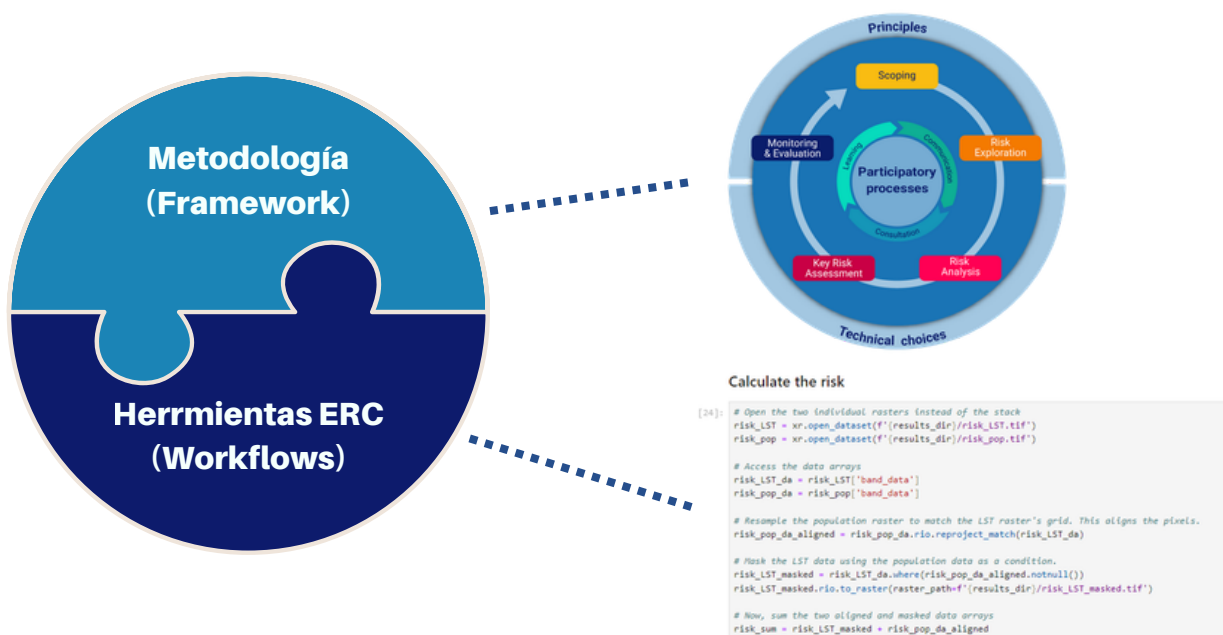 Metodología
(Framework)
Herrmientas ERC
(Workflows)
Principles
Scoping
Monitoring
& Evaluation
Risk
Exploration
Learning
Communication
Participatory
processes
Consultation
Key Risk
Assessment
Risk
Analysis
Technical choices
Calculate the risk
[24]:
# Open the two individual rasters instead of the stack
risk_LST = xr.open_dataset(f'{results_dir}/risk_LST.tif')
risk_pop = xr.open_dataset(f'{results_dir}/risk_pop.tif')
# Access the data arrays
risk_LST_da = risk_LST['band_data']
risk_pop_da = risk_pop['band_data']
# Resample the population raster to match the LST raster's grid. This aligns the pixels.
risk_pop_da_aligned = risk_pop_da.rio.reproject_match(risk_LST_da)
# Mask the LST data using the population data as a condition.
risk_LST_masked = risk_LST_da.where(risk_pop_da_aligned.notnull())
risk_LST_masked.rio.to_raster(raster_path=f'{results_dir}/risk_LST_masked.tif')
# Now, sum the two aligned and masked data arrays
risk_sum = risk_LST_masked + risk_pop_da_aligned